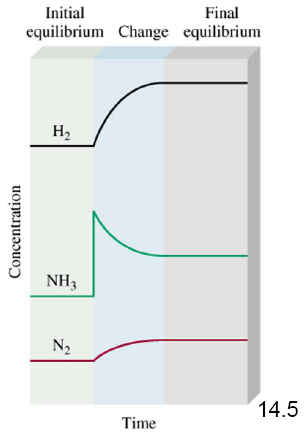 Initial equilibrium
Change
Final equilibrium
H₂
NH₃
N₂
Concentration
Time
14.5